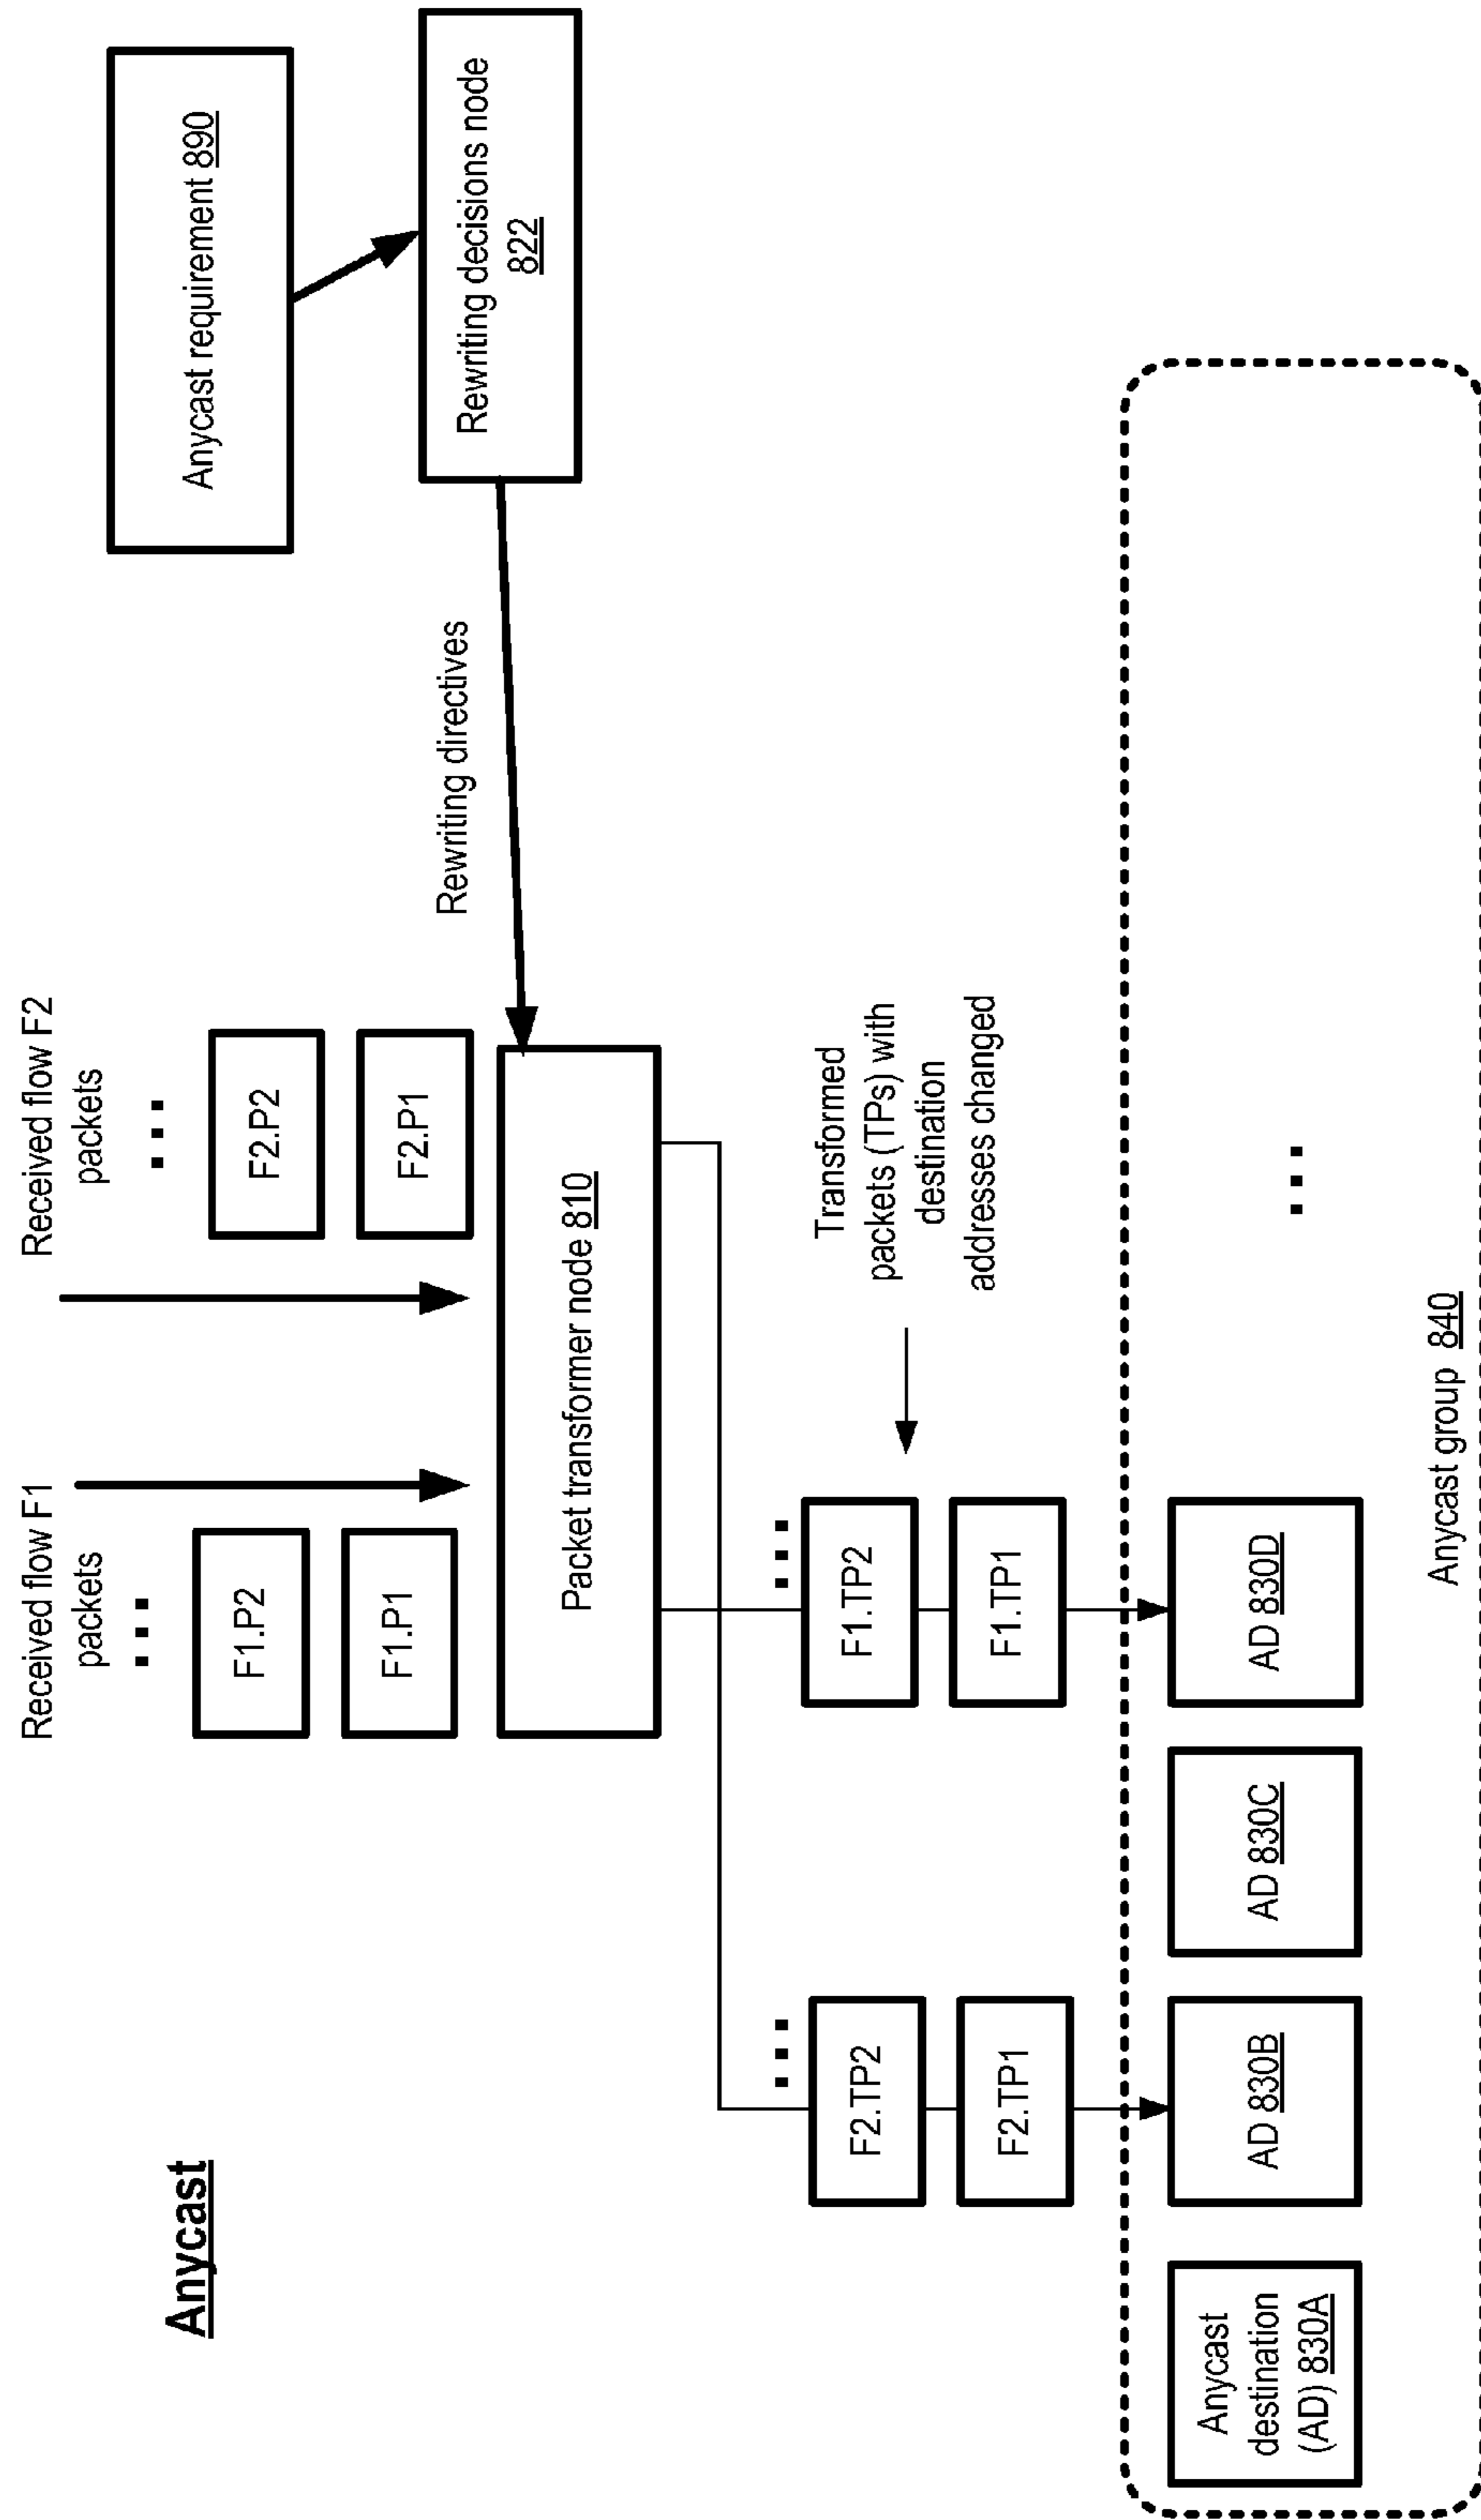 Anycast
Received flow F1
packets
Received flow F2
packets
Anycast requirement 890
F1.P2
F2.P2
F1.P1
F2.P1
Rewriting directives
Rewriting decisions node
822
Packet transformer node 810
F2.TP2
F1.TP2
F2.TP1
F1.TP1
Transformed
packets (TPs) with
destination
addresses changed
Anycast
destination
(AD) 830A
AD 830B
AD 830C
AD 830D
Anycast group 840